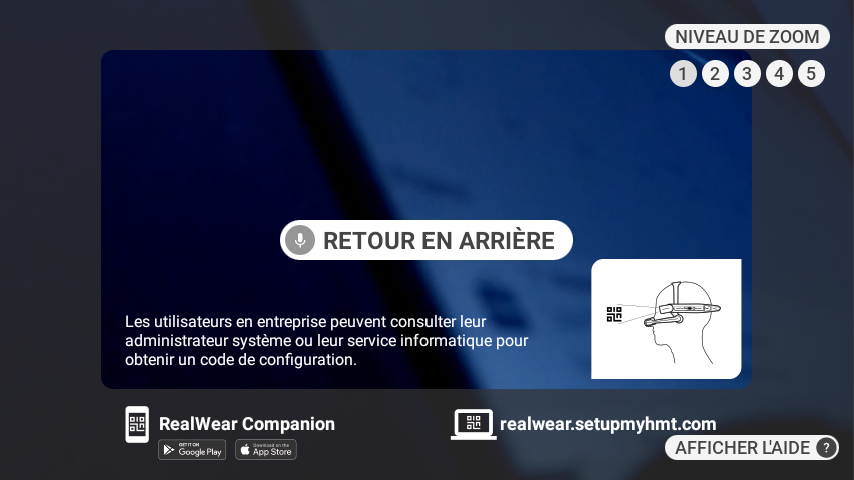 NIVEAU DE ZOOM
1 2 3 4 5
RETOUR EN ARRIÈRE
Les utilisateurs en entreprise peuvent consulter leur
administrateur système ou leur service informatique pour
obtenir un code de configuration.
RealWear Companion
GET IT ON
Google Play
Download on the
App Store
realwear.setupmyhmt.com
AFFICHER L'AIDE ?